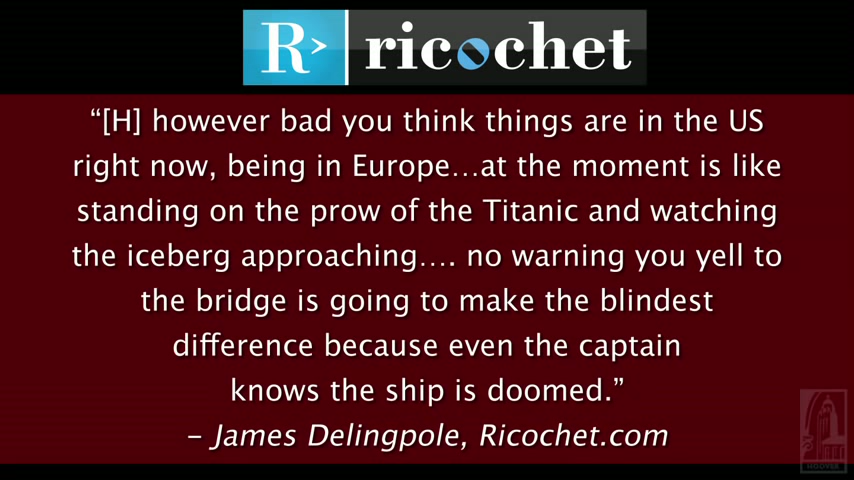 R> ricochet
“[H] however bad you think things are in the US
right now, being in Europe…at the moment is like
standing on the prow of the Titanic and watching
the iceberg approaching…. no warning you yell to
the bridge is going to make the blindest
difference because even the captain
knows the ship is doomed.”
– James Delingpole, Ricochet.com
HOOVER